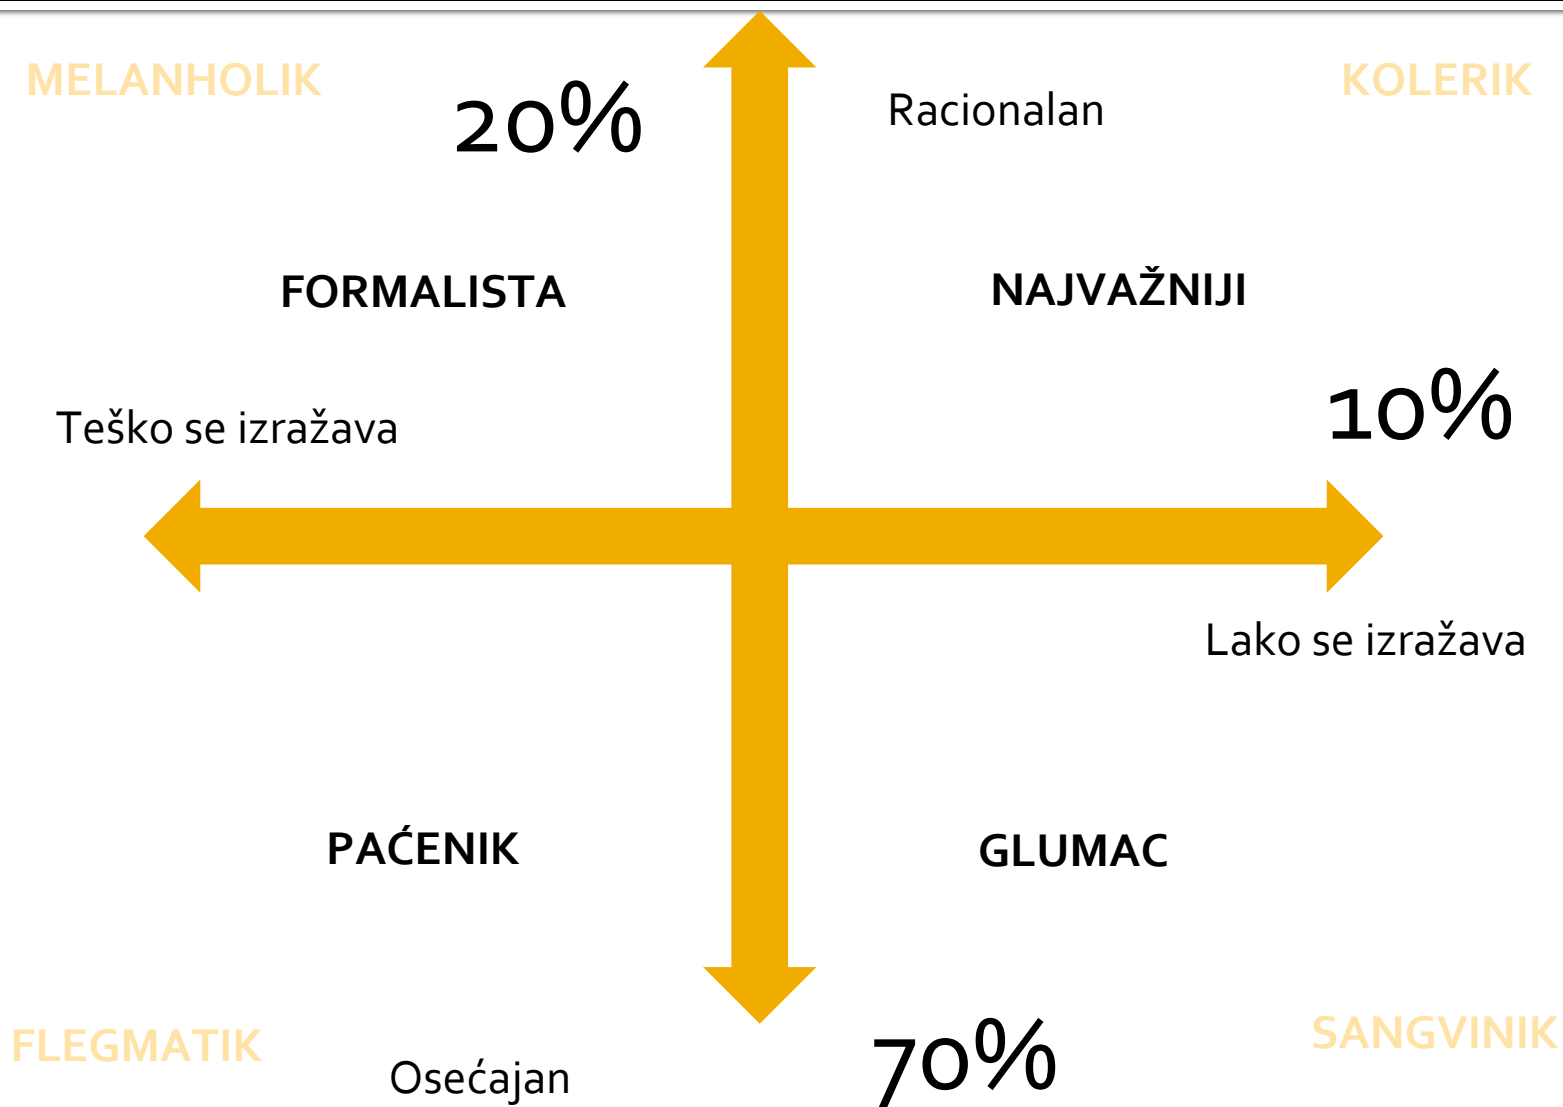 MELANHOLIK
20%
Racionalan
KOLERIK
FORMALISTA
NAJVAŽNIJI
10%
Teško se izražava
Lako se izražava
PAĆENIK
GLUMAC
FLEGMATIK
Osećajan
70%
SANGVINIK